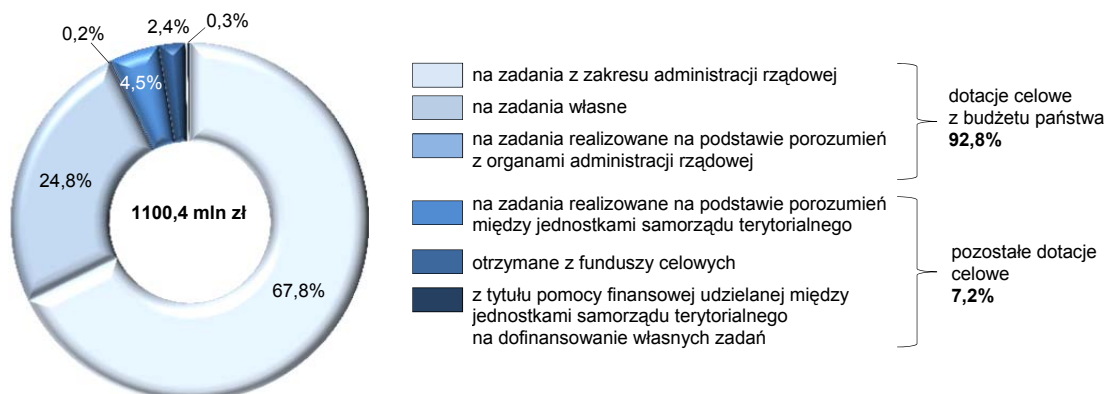 0,2%
2,4%
0,3%
4,5%
24,8%
1100,4 mln zł
67,8%
na zadania z zakresu administracji rządowej
na zadania własne
na zadania realizowane na podstawie porozumień
z organami administracji rządowej
dotacje celowe
z budżetu państwa
92,8%
na zadania realizowane na podstawie porozumień
między jednostkami samorządu terytorialnego
otrzymane z funduszy celowych
z tytułu pomocy finansowej udzielanej między
jednostkami samorządu terytorialnego
na dofinansowanie własnych zadań
pozostałe dotacje
celowe
7,2%